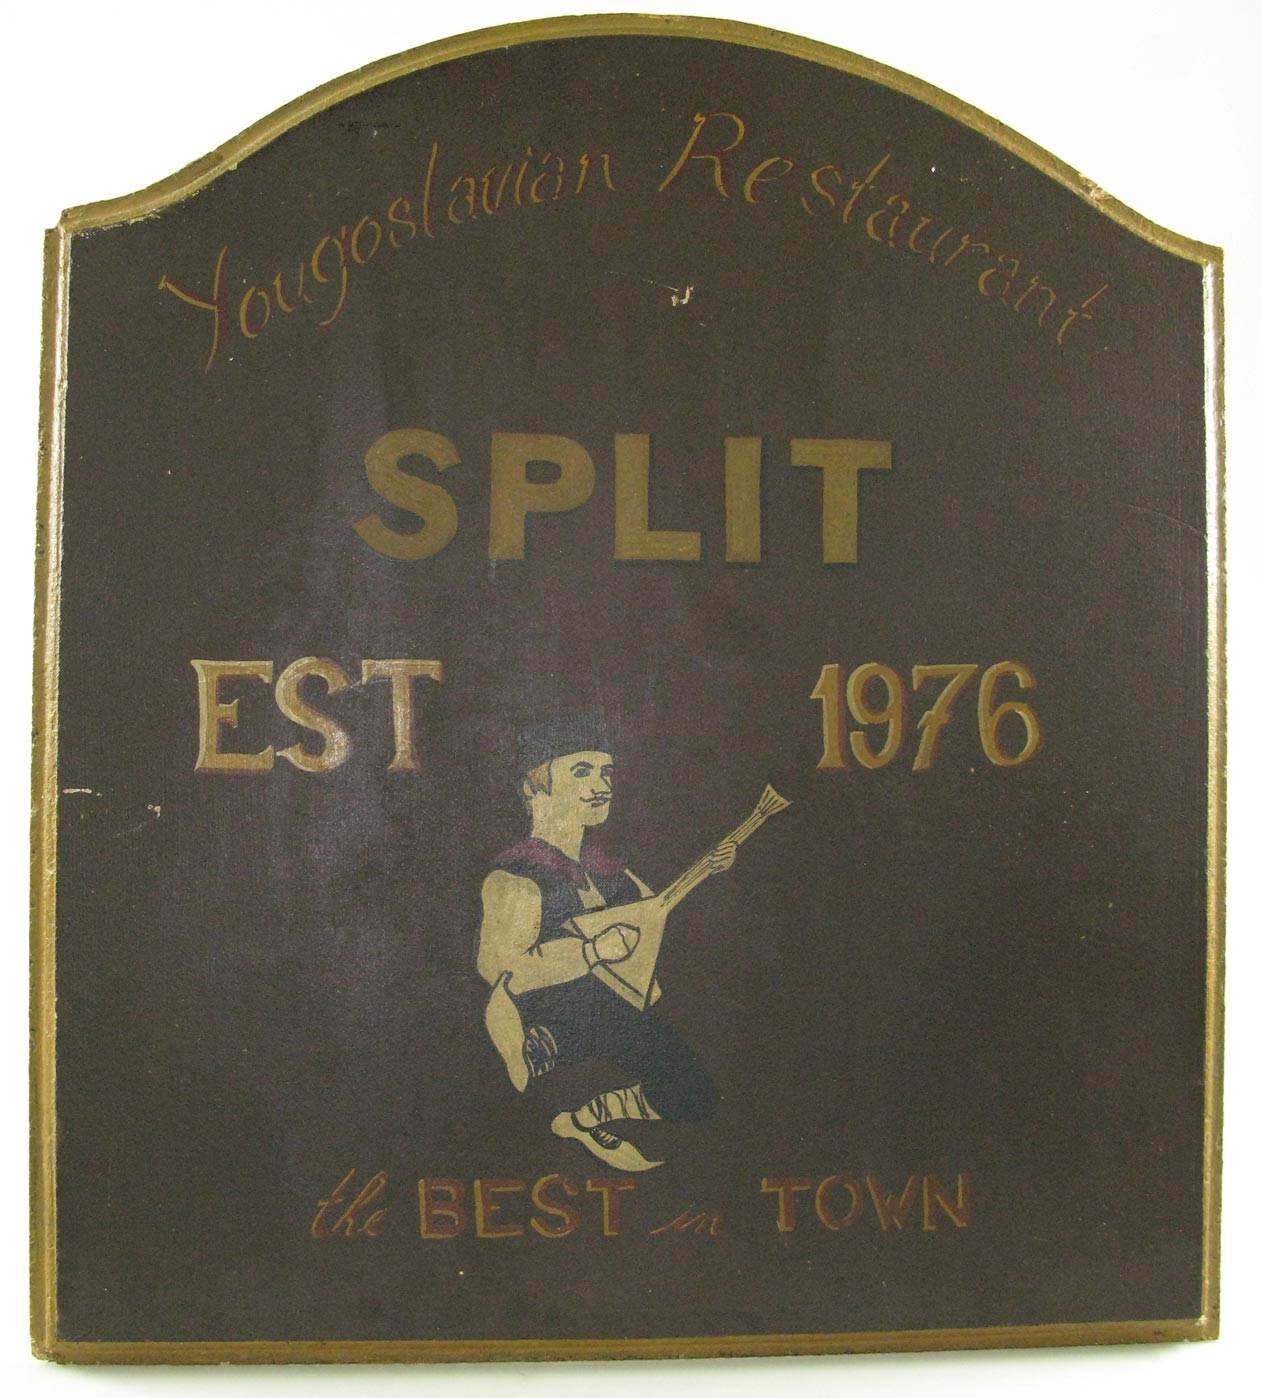 Yougoslavian Restaurant
SPLIT
EST 1976
the BEST in TOWN